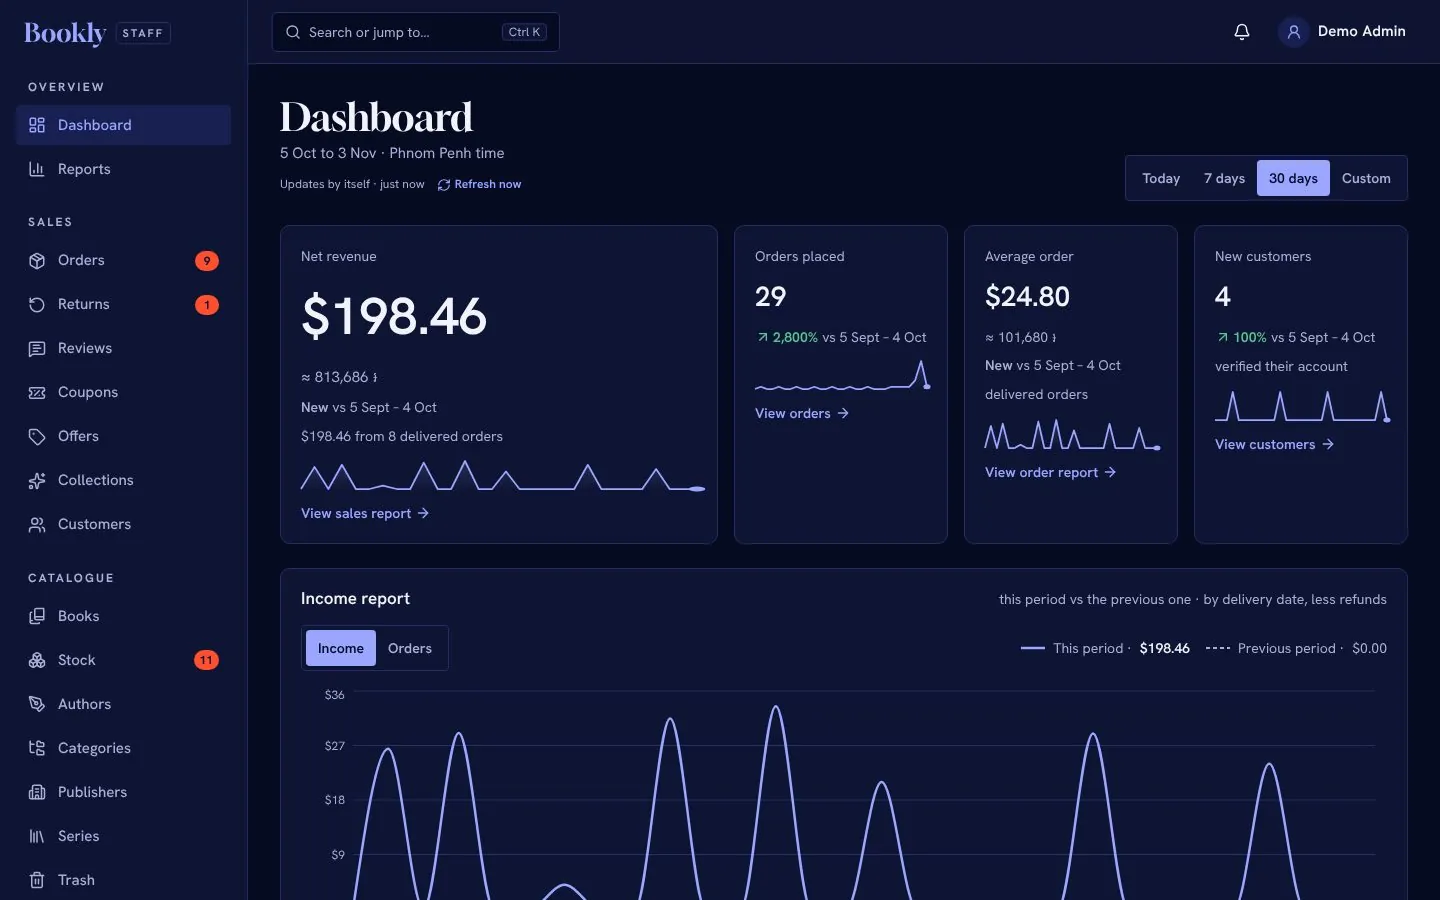 Bookly STAFF
Search or jump to... Ctrl K
Demo Admin
OVERVIEW
Dashboard
Reports
SALES
Orders 9
Returns 1
Reviews
Coupons
Offers
Collections
Customers
CATALOGUE
Books
Stock 11
Authors
Categories
Publishers
Series
Trash
Dashboard
5 Oct to 3 Nov · Phnom Penh time
Updates by itself · just now Refresh now
Today 7 days 30 days Custom
Net revenue
$198.46
≈ 813,686 ៛
New vs 5 Sept – 4 Oct
$198.46 from 8 delivered orders
View sales report →
Orders placed
29
↗ 2,800% vs 5 Sept – 4 Oct
View orders →
Average order
$24.80
≈ 101,680 ៛
New vs 5 Sept – 4 Oct
delivered orders
View order report →
New customers
4
↗ 100% vs 5 Sept – 4 Oct
verified their account
View customers →
Income report
this period vs the previous one · by delivery date, less refunds
Income Orders
This period · $198.46 Previous period · $0.00
$36
$27
$18
$9